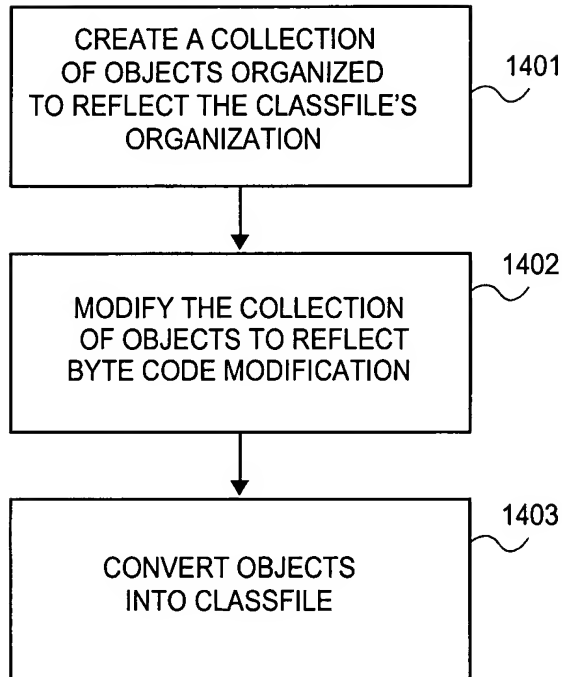 CREATE A COLLECTION
OF OBJECTS ORGANIZED
TO REFLECT THE CLASSFILE'S
ORGANIZATION
1401
MODIFY THE COLLECTION
OF OBJECTS TO REFLECT
BYTE CODE MODIFICATION
1402
CONVERT OBJECTS
INTO CLASSFILE
1403